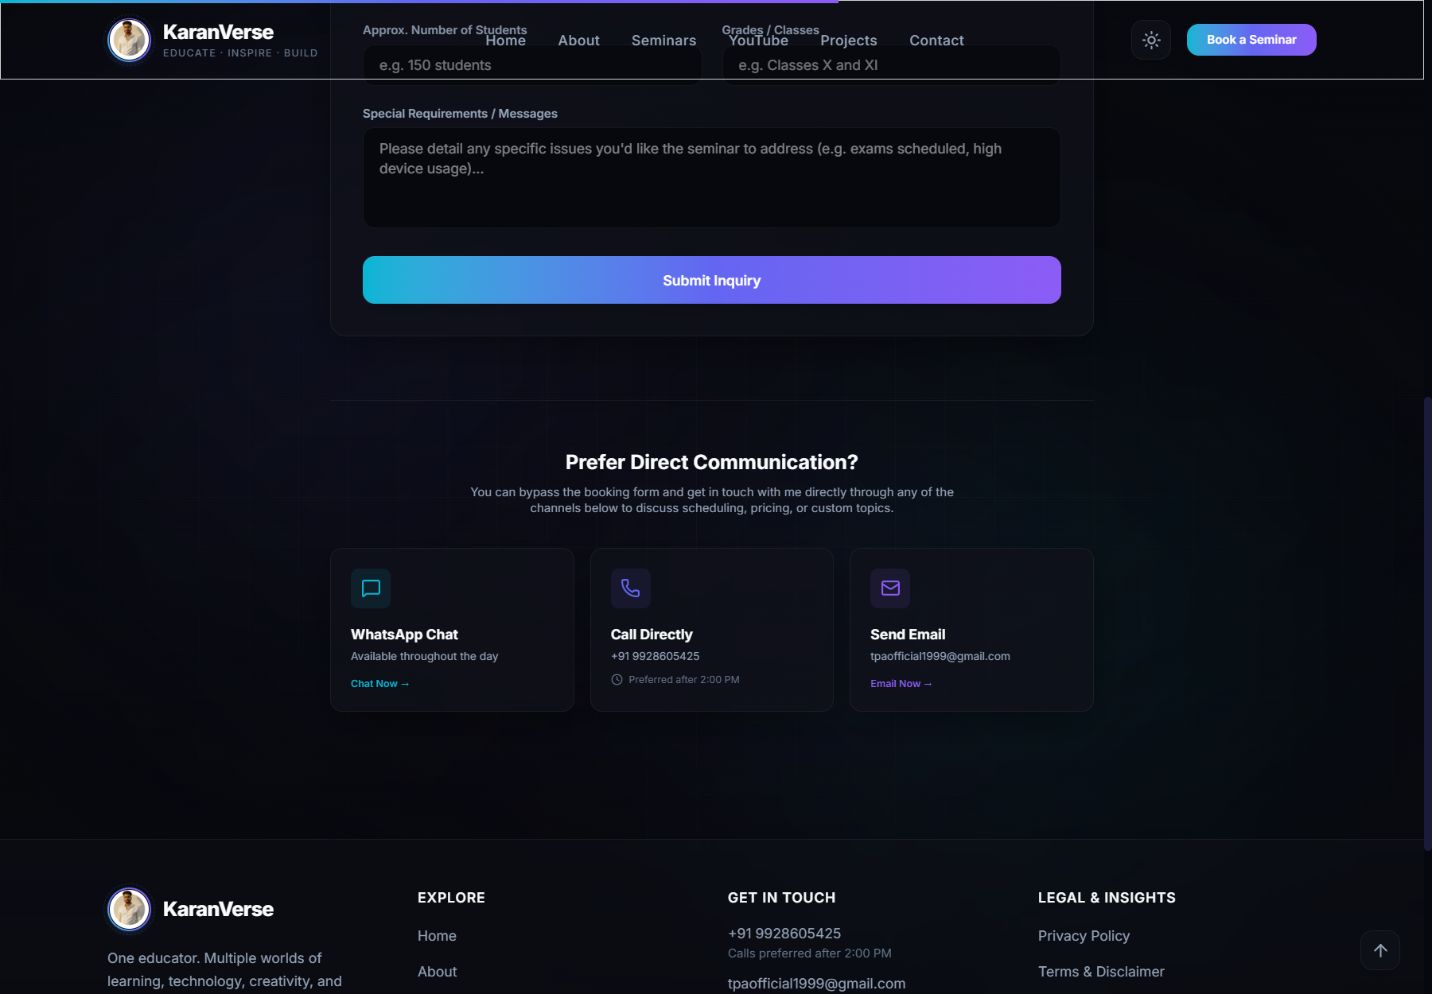 KaranVerse
EDUCATE · INSPIRE · BUILD
Home
About
Seminars
YouTube
Projects
Contact
Book a Seminar
Approx. Number of Students
e.g. 150 students
Grades / Classes
e.g. Classes X and XI
Special Requirements / Messages
Please detail any specific issues you'd like the seminar to address (e.g. exams scheduled, high
device usage)...
Submit Inquiry
Prefer Direct Communication?
You can bypass the booking form and get in touch with me directly through any of the
channels below to discuss scheduling, pricing, or custom topics.
WhatsApp Chat
Available throughout the day
Chat Now →
Call Directly
+91 9928605425
Preferred after 2:00 PM
Send Email
tpaofficial1999@gmail.com
Email Now →
KaranVerse
One educator. Multiple worlds of
learning, technology, creativity, and
EXPLORE
Home
About
GET IN TOUCH
+91 9928605425
Calls preferred after 2:00 PM
tpaofficial1999@gmail.com
LEGAL & INSIGHTS
Privacy Policy
Terms & Disclaimer